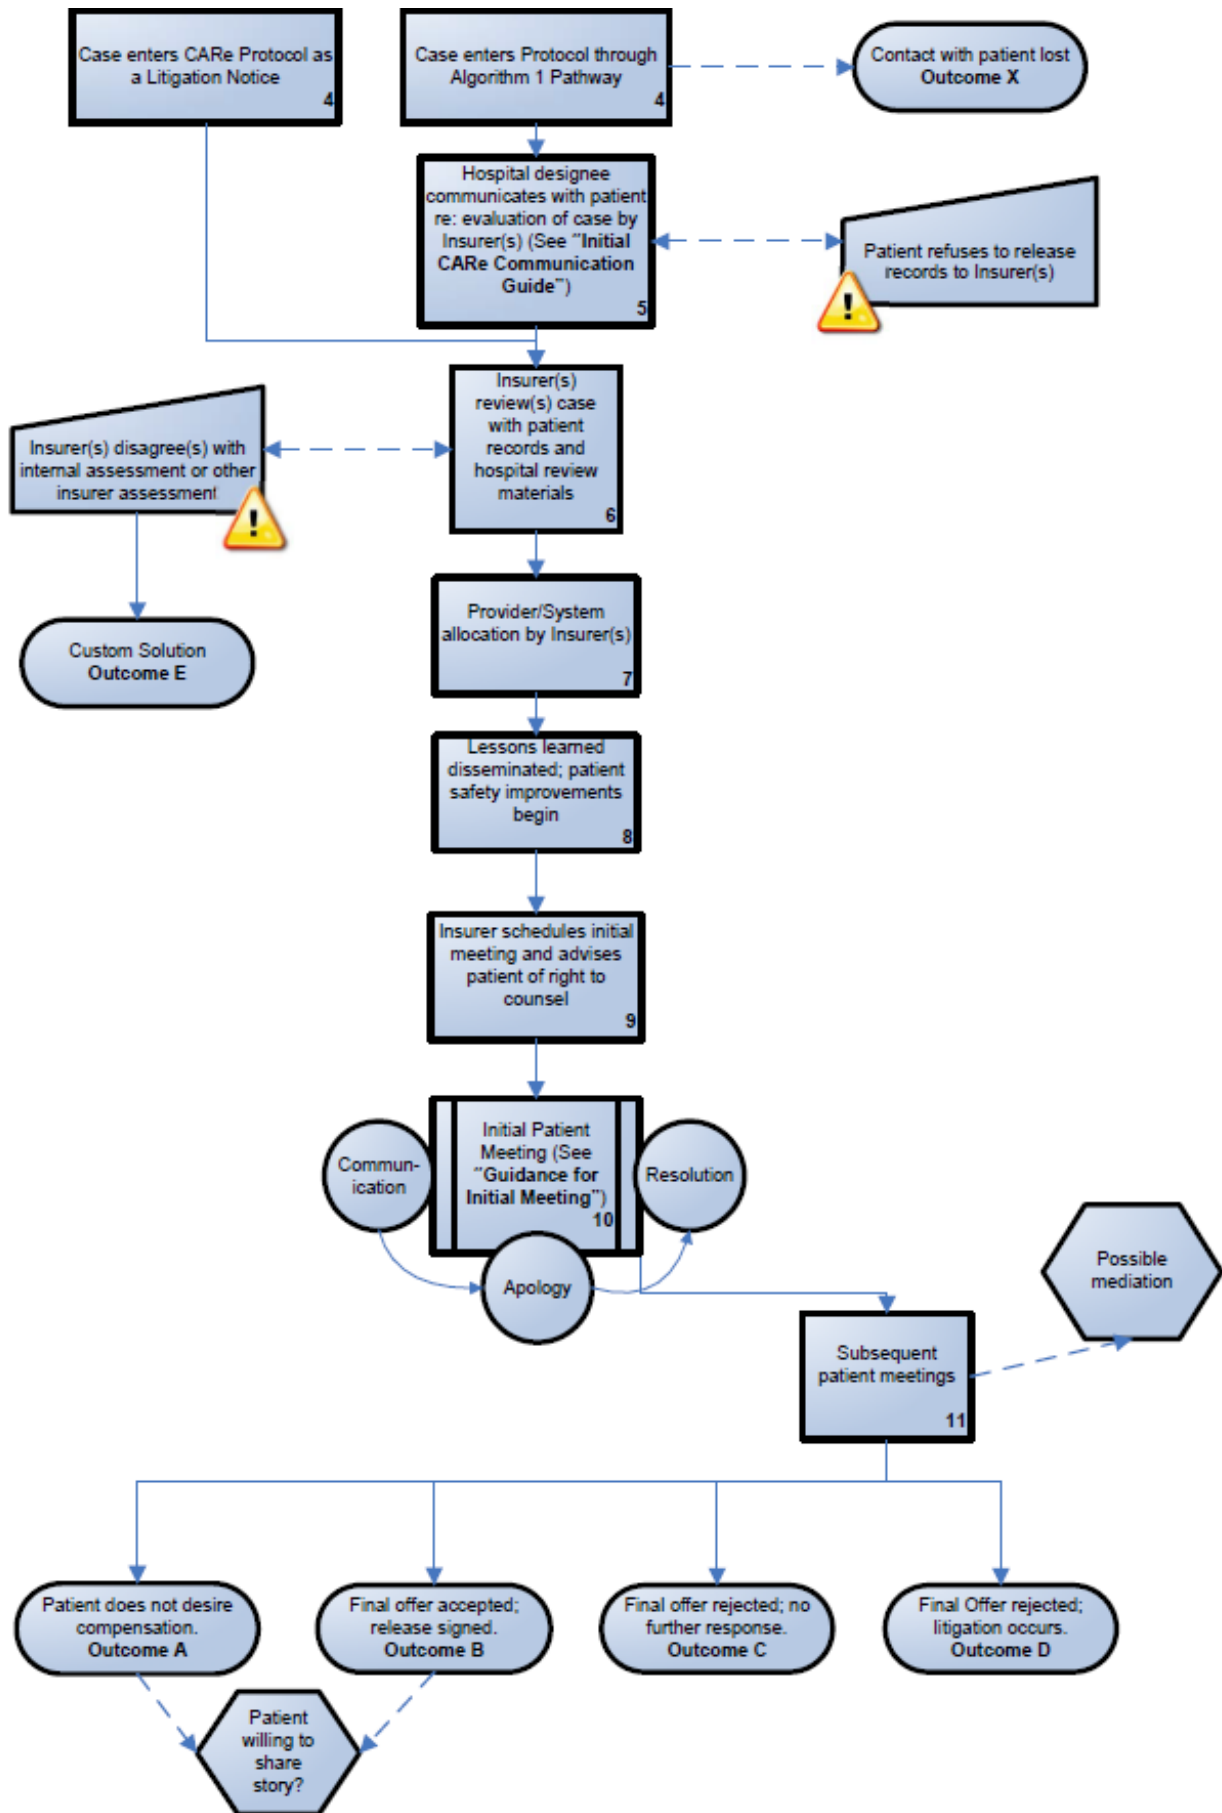 Case enters CARe Protocol as
a Litigation Notice
4
Case enters Protocol through
Algorithm 1 Pathway
4
Contact with patient lost
Outcome X
Hospital designee
communicates with patient
re: evaluation of case by
Insurer(s) (See "Initial
CARe Communication
Guide")
5
Patient refuses to release
records to Insurer(s)
!
Insurer(s)
review(s) case
with patient
records and
hospital review
materials
6
Insurer(s) disagree(s) with
internal assessment or other
insurer assessment
!
Custom Solution
Outcome E
Provider/System
allocation by Insurer(s)
7
Lessons learned
disseminated; patient
safety improvements
begin
8
Insurer schedules initial
meeting and advises
patient of right to
counsel
9
Commun-
ication
Initial Patient
Meeting (See
"Guidance for
Initial Meeting")
10
Resolution
Apology
Possible
mediation
Subsequent
patient meetings
11
Patient does not desire
compensation.
Outcome A
Final offer accepted;
release signed.
Outcome B
Final offer rejected; no
further response.
Outcome C
Final Offer rejected;
litigation occurs.
Outcome D
Patient
willing to
share
story?